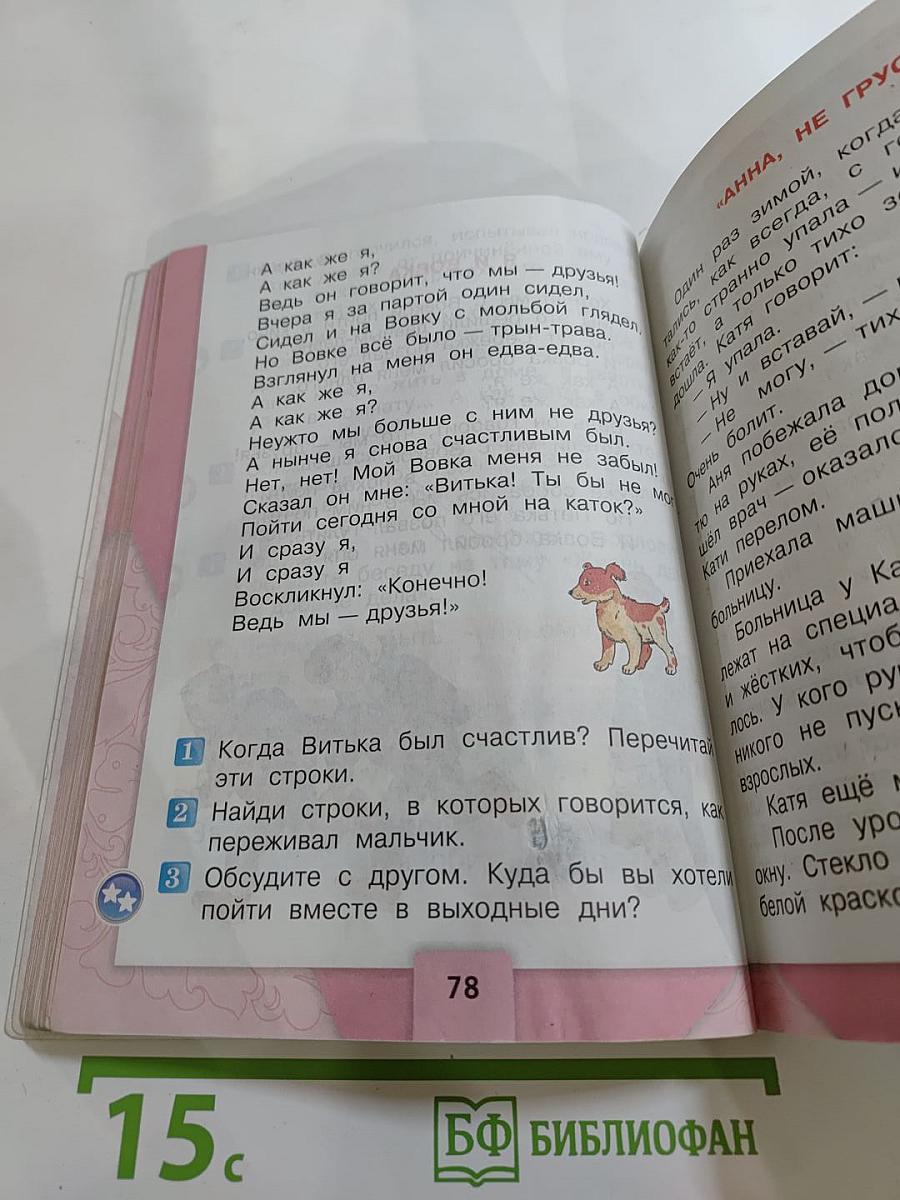 А как же я,
А как же я?
Ведь он говорит, что мы — друзья!
Вчера я за партой один сидел,
Сидел и на Вовку с мольбой глядел.
Но Вовке всё было — трын-трава.
Взглянул на меня он едва-едва.
А как же я,
А как же я?
Неужто мы больше с ним не друзья?
А нынче я снова счастливым был.
Нет, нет! Мой Вовка меня не забыл!
Сказал он мне: «Витька! Ты бы не мог
Пойти сегодня со мной на каток?»
И сразу я,
И сразу я
Воскликнул: «Конечно!
Ведь мы — друзья!»
1 Когда Витька был счастлив? Перечитай
эти строки.
2 Найди строки, в которых говорится, как
переживал мальчик.
3 Обсудите с другом. Куда бы вы хотели
пойти вместе в выходные дни?
78
«АННА, НЕ ГРУС
Один раз зимой, когда
тались, как всегда, с го
как-то странно упала — и
встаёт, а только тихо
дошла. Катя говорит:
— Я упала.
— Ну и вставай, —
— Не могу, — тих
Очень болит.
Аня побежала до
тю на руках, её пол
шёл врач — оказало
Кати перелом.
Приехала маши
больницу.
Больница у Ка
лежат на специа
и жёстких, чтоб
лось. У кого ру
никого не пуск
взрослых.
Катя ещё
После уро
окну. Стекло
белой краско
15 с
БФ БИБЛИОФАН